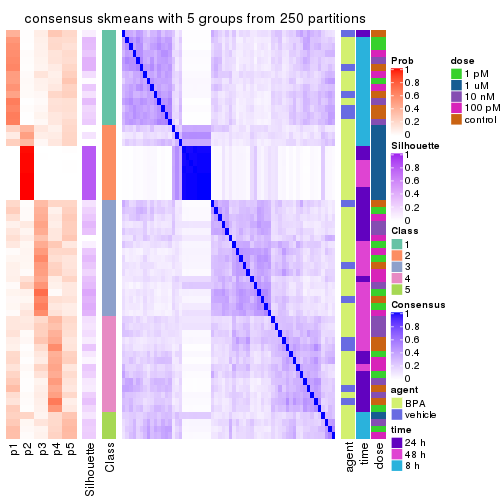 consensus skmeans with 5 groups from 250 partitions
p1
p2
p3
p4
p5
Silhouette
Class
agent
time
dose
Prob
1
0.8
0.6
0.4
0.2
0
Silhouette
1
0.8
0.6
0.4
0.2
0
Class
1
2
3
4
5
Consensus
1
0.8
0.6
0.4
0.2
0
agent
BPA
vehicle
time
24 h
48 h
8 h
dose
1 pM
1 uM
10 nM
100 pM
control